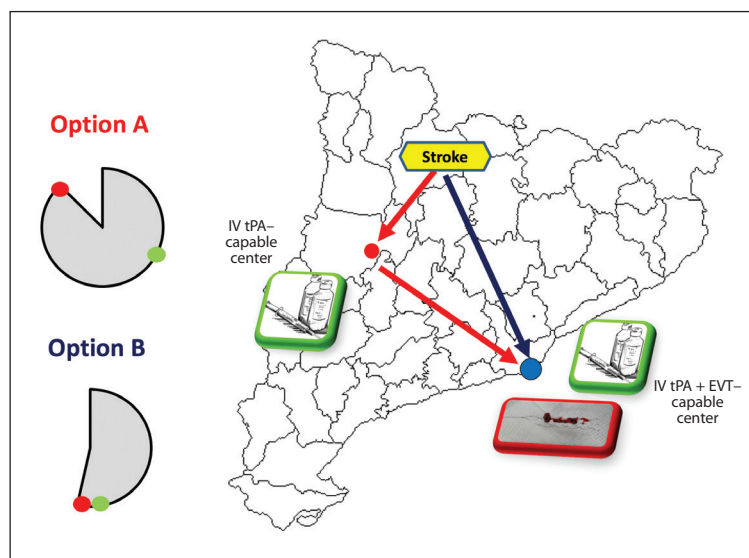 Option A
Stroke
IV tPA–
capable
center
Option B
IV tPA + EVT–
capable
center